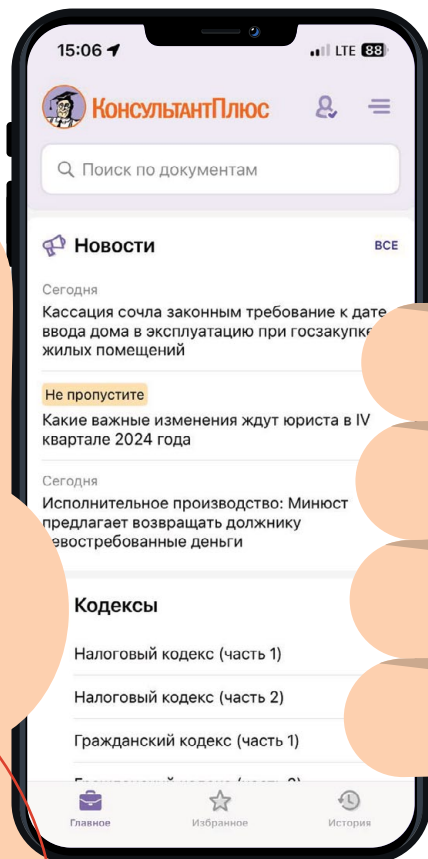 15:06
LTE 88
КонсультантПлюс
Поиск по документам
Новости
ВСЕ
Сегодня
Кассация сочла законным требование к дате
ввода дома в эксплуатацию при госзакупке
жилых помещений
Не пропустите
Какие важные изменения ждут юриста в IV
квартале 2024 года
Сегодня
Исполнительное производство: Минюст
предлагает возвращать должнику
невостребованные деньги
Кодексы
Налоговый кодекс (часть 1)
Налоговый кодекс (часть 2)
Гражданский кодекс (часть 1)
Главное
Избранное
История